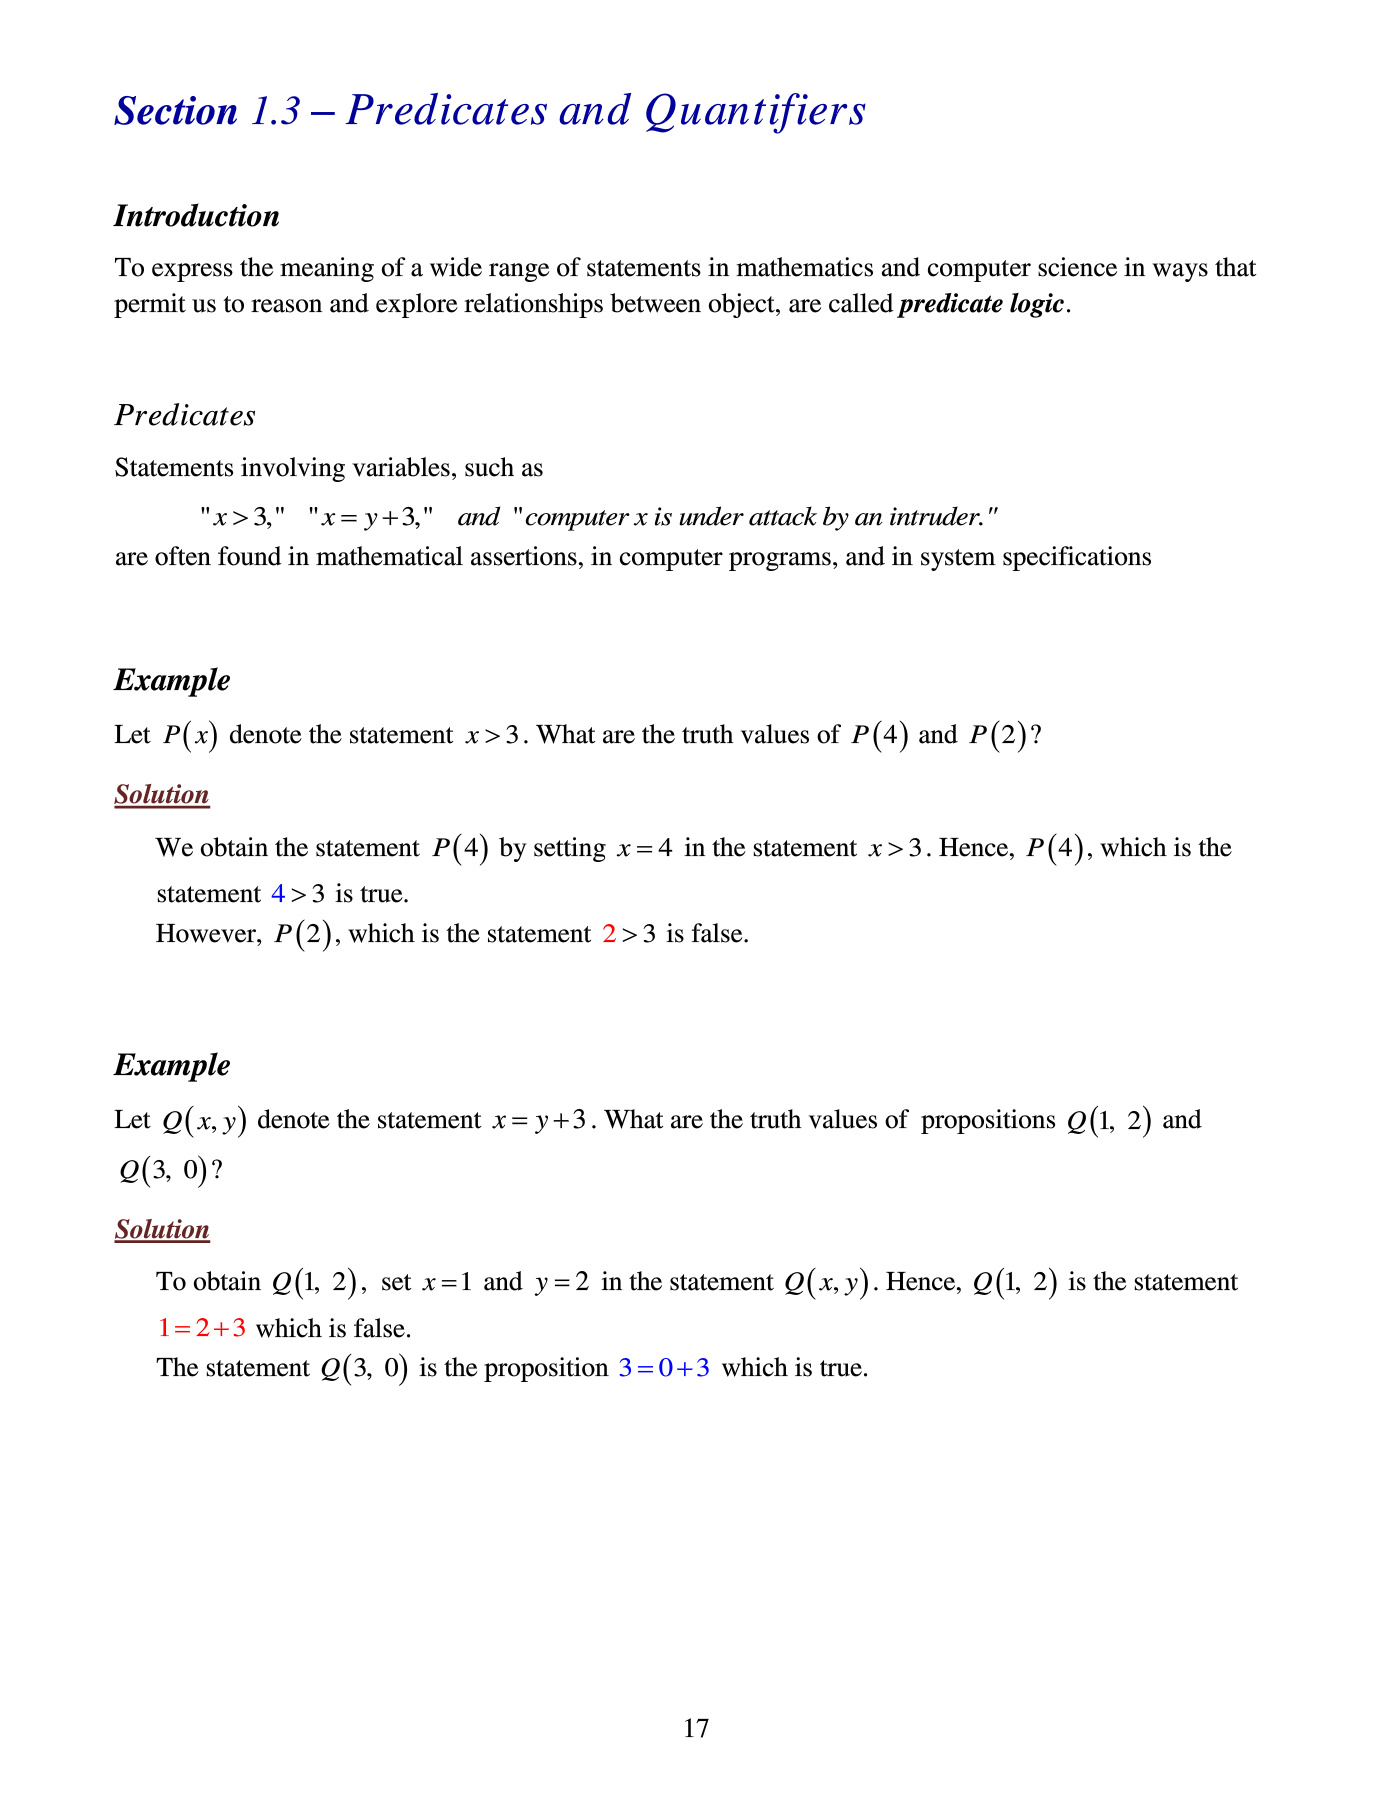 Section 1.3 – Predicates and Quantifiers
Introduction
To express the meaning of a wide range of statements in mathematics and computer science in ways that
permit us to reason and explore relationships between object, are called predicate logic.
Predicates
Statements involving variables, such as
"x > 3," "x = y + 3," and "computer x is under attack by an intruder."
are often found in mathematical assertions, in computer programs, and in system specifications
Example
Let P(x) denote the statement x > 3. What are the truth values of P(4) and P(2)?
Solution
We obtain the statement P(4) by setting x = 4 in the statement x > 3. Hence, P(4), which is the
statement 4 > 3 is true.
However, P(2), which is the statement 2 > 3 is false.
Example
Let Q(x, y) denote the statement x = y + 3. What are the truth values of propositions Q(1, 2) and
Q(3, 0)?
Solution
To obtain Q(1, 2), set x = 1 and y = 2 in the statement Q(x, y). Hence, Q(1, 2) is the statement
1 = 2 + 3 which is false.
The statement Q(3, 0) is the proposition 3 = 0 + 3 which is true.
17